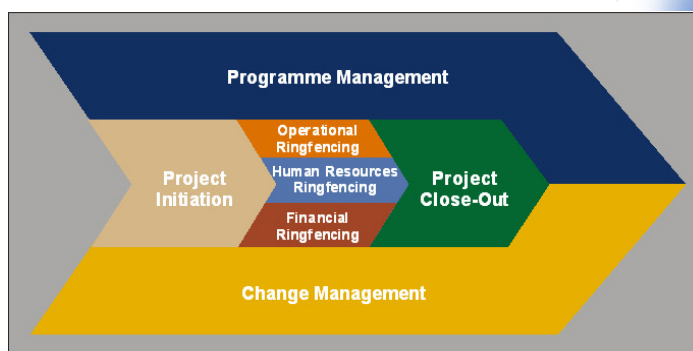 Programme Management
Operational
Ringfencing
Project
Initiation
Human Resources
Ringfencing
Project
Close-Out
Financial
Ringfencing
Change Management